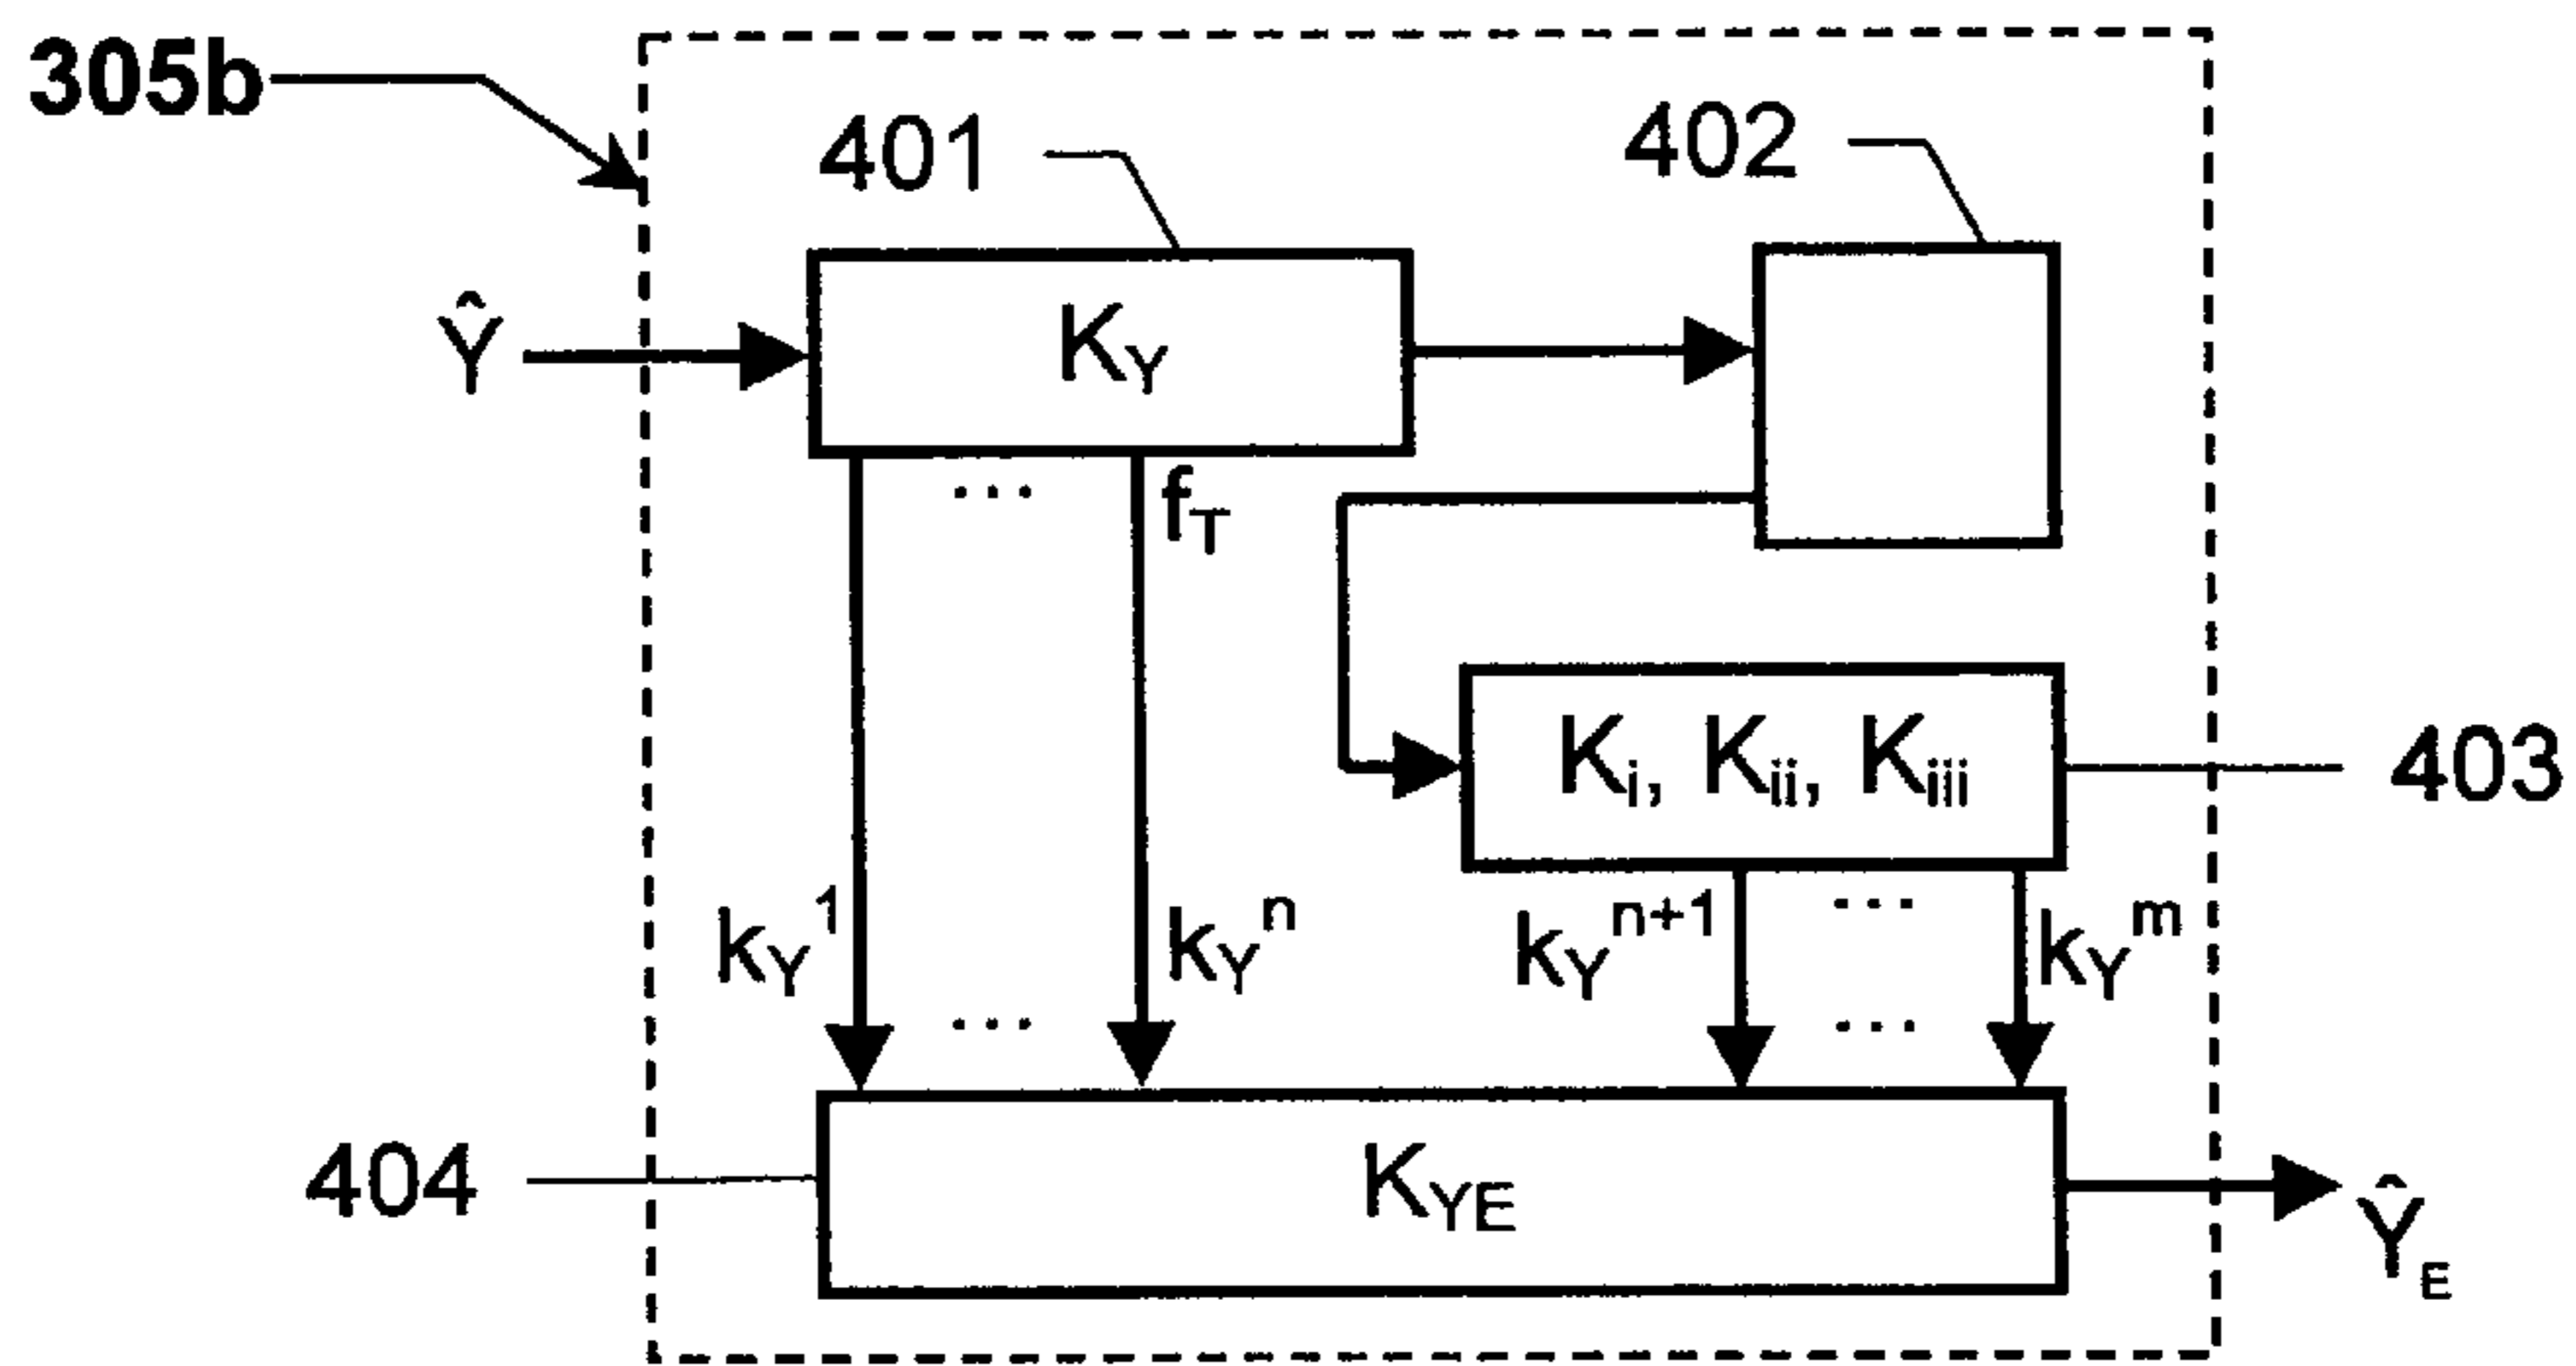 305b
401
402
Ŷ
K_Y
...
f_T
K_i, K_ii, K_iii
403
k_Y^1
k_Y^n
k_Y^{n+1}
...
k_Y^m
...
...
404
K_YE
Ŷ_E